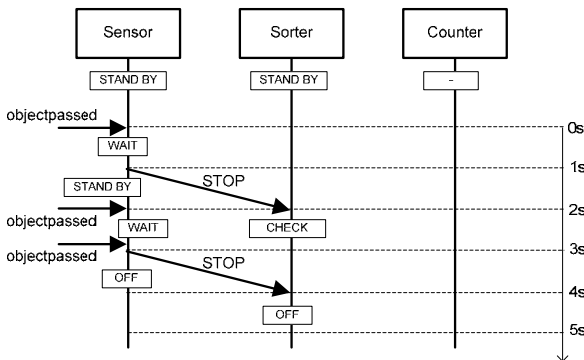 Sensor
Sorter
Counter
STAND BY
STAND BY
-
objectpassed
0s
WAIT
1s
STAND BY
STOP
objectpassed
2s
WAIT
CHECK
objectpassed
3s
OFF
STOP
4s
OFF
5s